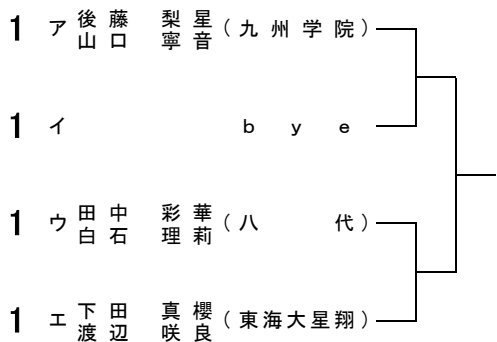 1 ア 後藤 梨星 (九州学院)
山口 寧音
1 イ bye
1 ウ 田中 彩華 (八代)
白石 理莉
1 エ 下田 真櫻 (東海大星翔)
渡辺 咲良